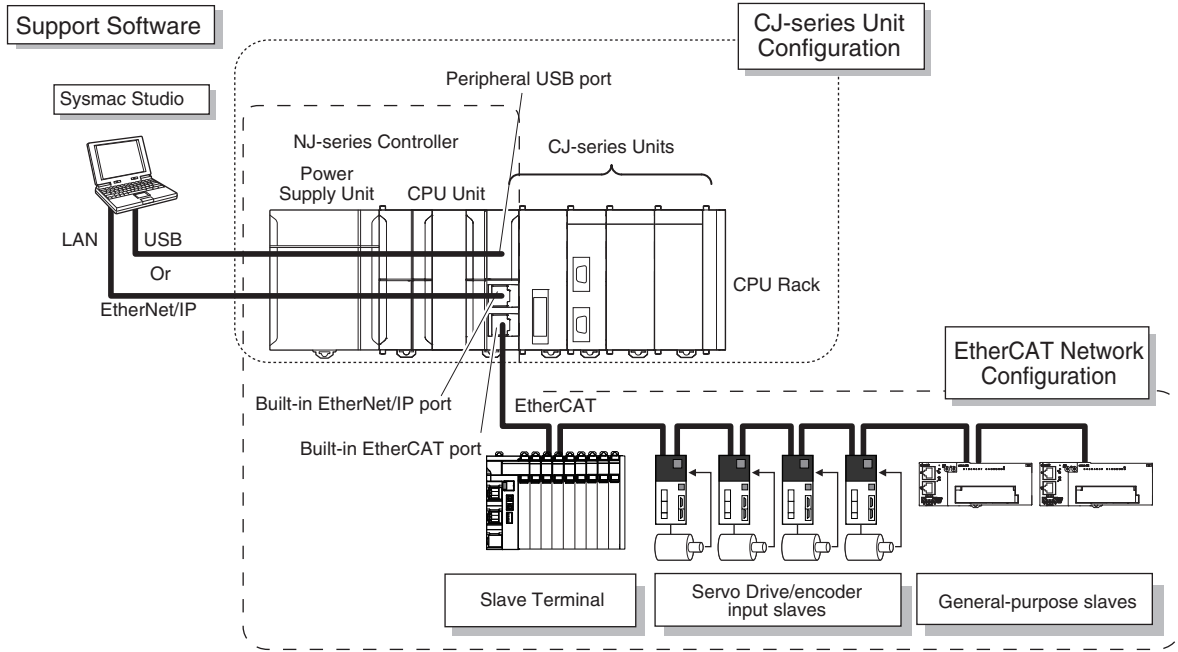 Support Software
CJ-series Unit
Configuration
Sysmac Studio
Peripheral USB port
NJ-series Controller
CJ-series Units
Power
Supply Unit
CPU Unit
LAN
USB
Or
EtherNet/IP
CPU Rack
EtherCAT Network
Configuration
Built-in EtherNet/IP port
EtherCAT
Built-in EtherCAT port
Slave Terminal
Servo Drive/encoder
input slaves
General-purpose slaves